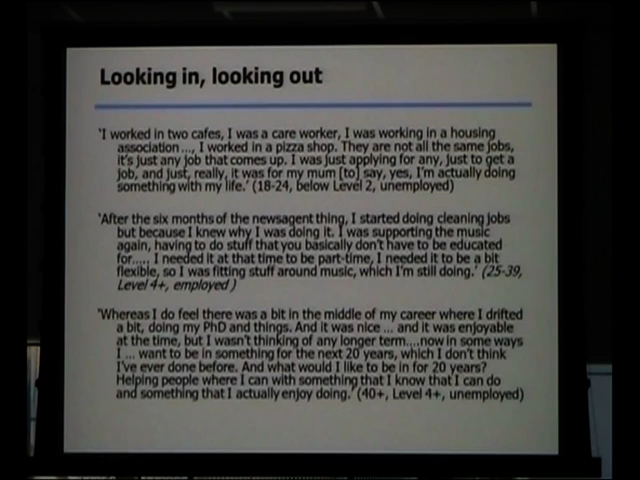 Looking in, looking out
'I worked in two cafes, I was a care worker, I was working in a housing
association..., I worked in a pizza shop. They are not all the same jobs,
it's just any job that comes up. I was just applying for any, just to get a
job, and just, really, it was for my mum [to] say, yes, I'm actually doing
something with my life.' (18-24, below Level 2, unemployed)
'After the six months of the newsagent thing, I started doing cleaning jobs
but because I knew why I was doing it. I was supporting the music
again, having to do stuff that you basically don't have to be educated
for..... I needed it at that time to be part-time, I needed it to be a bit
flexible, so I was fitting stuff around music, which I'm still doing.' (25-39,
Level 4+, employed )
'Whereas I do feel there was a bit in the middle of my career where I drifted
a bit, doing my PhD and things. And it was nice ... and it was enjoyable
at the time, but I wasn't thinking of any longer term....now in some ways
I ... want to be in something for the next 20 years, which I don't think
I've ever done before. And what would I like to be in for 20 years?
Helping people where I can with something that I know that I can do
and something that I actually enjoy doing.' (40+, Level 4+, unemployed)